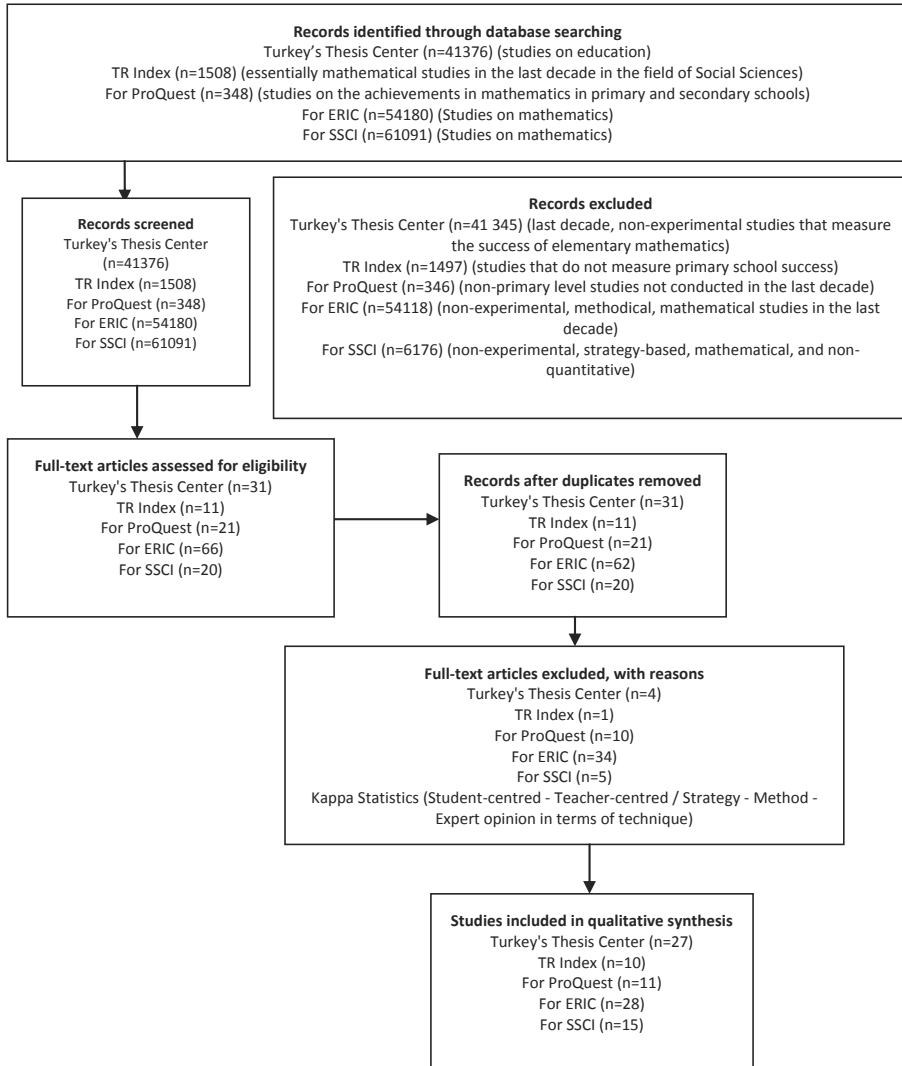 Records identified through database searching
Turkey's Thesis Center (n=41376) (studies on education)
TR Index (n=1508) (essentially mathematical studies in the last decade in the field of Social Sciences)
For ProQuest (n=348) (studies on the achievements in mathematics in primary and secondary schools)
For ERIC (n=54180) (Studies on mathematics)
For SSCI (n=61091) (Studies on mathematics)
Records screened
Turkey's Thesis Center
(n=41376)
TR Index (n=1508)
For ProQuest (n=348)
For ERIC (n=54180)
For SSCI (n=61091)
Records excluded
Turkey's Thesis Center (n=41 345) (last decade, non-experimental studies that measure
the success of elementary mathematics)
TR Index (n=1497) (studies that do not measure primary school success)
For ProQuest (n=346) (non-primary level studies not conducted in the last decade)
For ERIC (n=54118) (non-experimental, methodical, mathematical studies in the last
decade)
For SSCI (n=6176) (non-experimental, strategy-based, mathematical, and non-
quantitative)
Full-text articles assessed for eligibility
Turkey's Thesis Center (n=31)
TR Index (n=11)
For ProQuest (n=21)
For ERIC (n=66)
For SSCI (n=20)
Records after duplicates removed
Turkey's Thesis Center (n=31)
TR Index (n=11)
For ProQuest (n=21)
For ERIC (n=62)
For SSCI (n=20)
Full-text articles excluded, with reasons
Turkey's Thesis Center (n=4)
TR Index (n=1)
For ProQuest (n=10)
For ERIC (n=34)
For SSCI (n=5)
Kappa Statistics (Student-centred - Teacher-centred / Strategy - Method -
Expert opinion in terms of technique)
Studies included in qualitative synthesis
Turkey's Thesis Center (n=27)
TR Index (n=10)
For ProQuest (n=11)
For ERIC (n=28)
For SSCI (n=15)